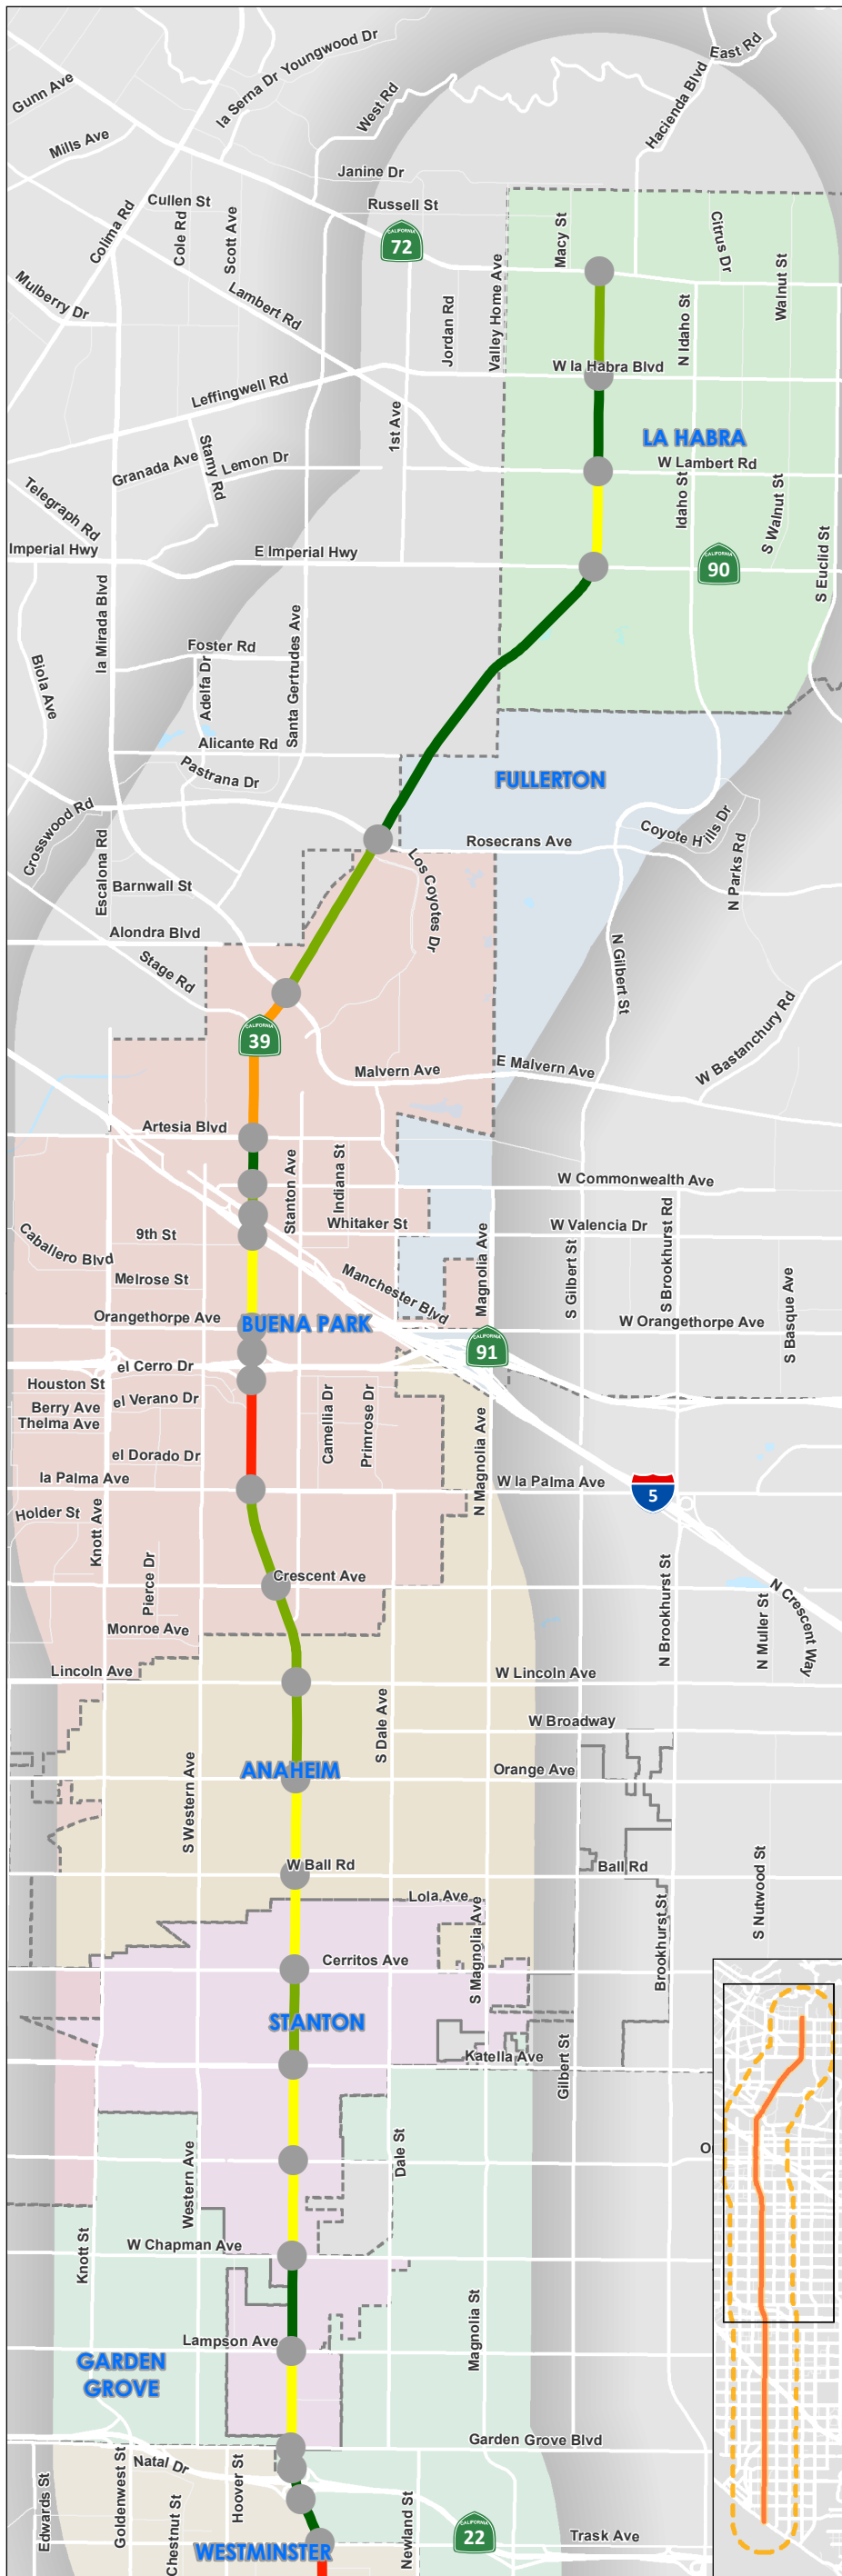 East Rd
Youngwood Dr
la Serna Dr
Gunn Ave
West Rd
Hacienda Blvd
Mills Ave
Janine Dr
Cullen St
Russell St
Colima Rd
Cole Rd
Scott Ave
CALIFORNIA
72
Macy St
Citrus Dr
Walnut St
Mulberry Dr
Lambert Rd
Jordan Rd
Valley Home Ave
N Idaho St
W la Habra Blvd
Leffingwell Rd
1st Ave
LA HABRA
Granada Ave
Stamy Rd
Lemon Dr
W Lambert Rd
Telegraph Rd
Idaho St
S Walnut St
Imperial Hwy
E Imperial Hwy
CALIFORNIA
90
S Euclid St
la Mirada Blvd
Biola Ave
Foster Rd
Adelfa Dr
Santa Gertrudes Ave
Alicante Rd
Pastrana Dr
FULLERTON
Crosswood Rd
Coyote Hills Dr
Rosecrans Ave
Escalona Rd
Los Coyotes Dr
N Parks Rd
Barnwall St
Alondra Blvd
Stage Rd
N Gilbert St
CALIFORNIA
39
W Bastanchury Rd
Malvern Ave
E Malvern Ave
Artesia Blvd
Stanton Ave
Indiana St
W Commonwealth Ave
Whitaker St
W Valencia Dr
Caballero Blvd
9th St
Magnolia Ave
S Gilbert St
S Brookhurst Rd
Melrose St
Manchester Blvd
S Basque Ave
Orangethorpe Ave
BUENA PARK
W Orangethorpe Ave
CALIFORNIA
91
el Cerro Dr
Houston St
el Verano Dr
Berry Ave
Thelma Ave
Camellia Dr
Primrose Dr
N Magnolia Ave
el Dorado Dr
la Palma Ave
W la Palma Ave
5
Holder St
Knott Ave
Pierce Dr
Crescent Ave
N Brookhurst St
N Muller St
N Crescent Way
Monroe Ave
Lincoln Ave
W Lincoln Ave
S Dale Ave
W Broadway
S Western Ave
ANAHEIM
Orange Ave
W Ball Rd
Ball Rd
S Nutwood St
Lola Ave
S Magnolia Ave
Brookhurst St
Cerritos Ave
STANTON
Katella Ave
Gilbert St
Western Ave
Dale St
O
Knott St
W Chapman Ave
Magnolia St
Lampson Ave
GARDEN
GROVE
Garden Grove Blvd
Natal Dr
Edwards St
Goldenwest St
Hoover St
Chestnut St
Newland St
CALIFORNIA
22
Trask Ave
WESTMINSTER